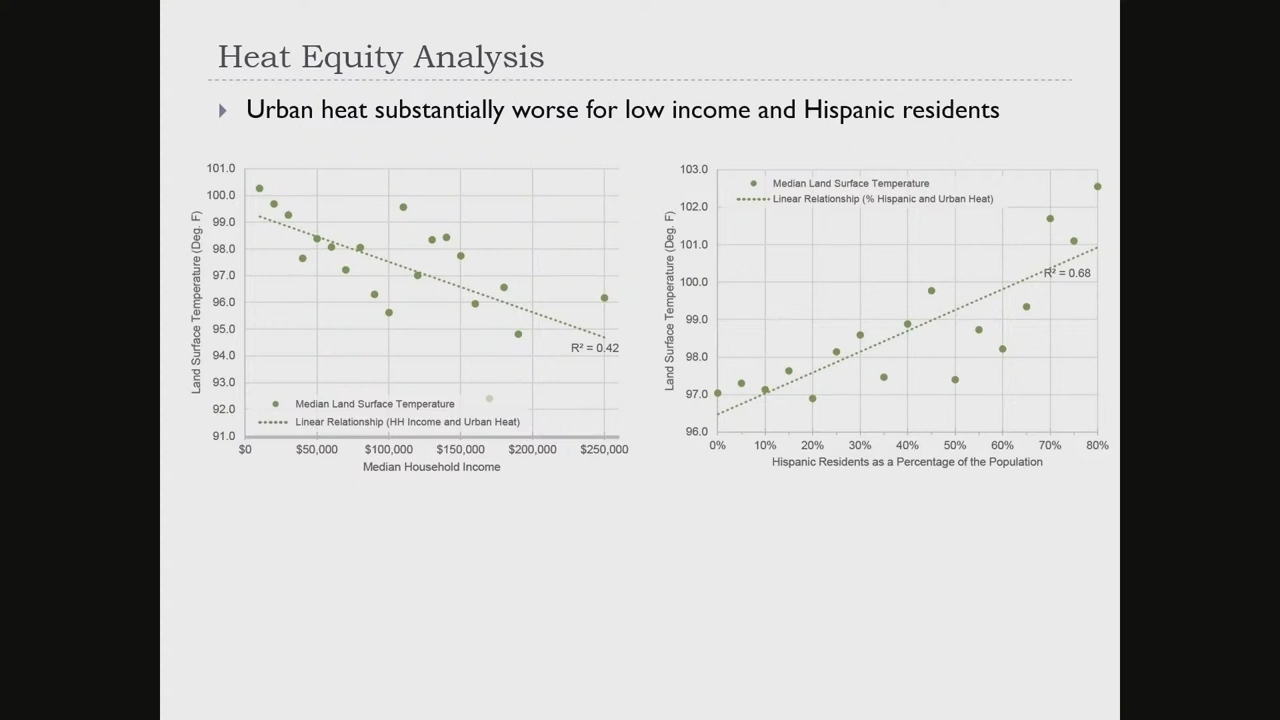 Heat Equity Analysis
Urban heat substantially worse for low income and Hispanic residents
101.0
100.0
99.0
98.0
97.0
96.0
95.0
94.0
93.0
92.0
91.0
Land Surface Temperature (Deg. F)
R² = 0.42
Median Land Surface Temperature
Linear Relationship (HH Income and Urban Heat)
$0 $50,000 $100,000 $150,000 $200,000 $250,000
Median Household Income
103.0
102.0
101.0
100.0
99.0
98.0
97.0
96.0
Land Surface Temperature (Deg. F)
Median Land Surface Temperature
Linear Relationship (% Hispanic and Urban Heat)
R² = 0.68
0% 10% 20% 30% 40% 50% 60% 70% 80%
Hispanic Residents as a Percentage of the Population